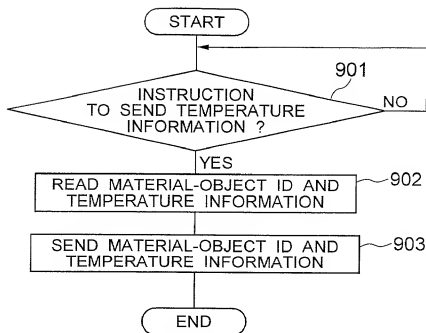 START
901
INSTRUCTION
TO SEND TEMPERATURE
INFORMATION ?
NO
YES
READ MATERIAL-OBJECT ID AND
TEMPERATURE INFORMATION
902
SEND MATERIAL-OBJECT ID AND
TEMPERATURE INFORMATION
903
END